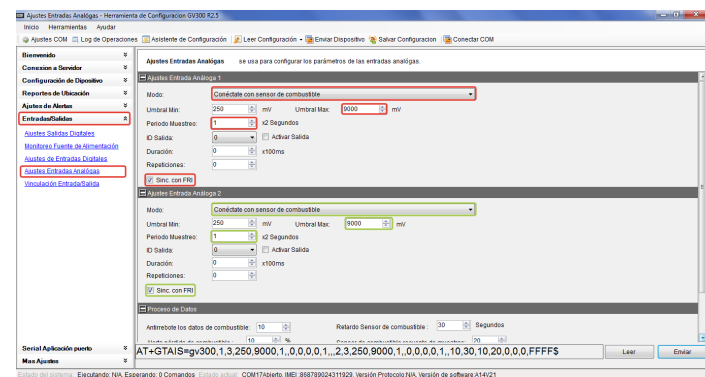 Ajustes Entradas Análogas - Herramienta de Configuracion GV300 R2.5
Inicio Herramientas Ayudar
Ajustes COM Log de Operaciones Asistente de Configuración Leer Configuración Enviar Dispositivo Salvar Configuracion Conectar COM
Bienvenido
Conexion a Servidor
Configuración de Dipositivo
Reportes de Ubicación
Ajutes de Alertas
Entradas/Salidas
Ajustes Salidas Digitales
Monitoreo Fuente de Alimentación
Ajustes de Entradas Digitales
Ajustes Entradas Análogas
Vinculación Entrada/Salida
Serial Aplicación puerto
Mas Ajustes
Ajustes Entradas Análogas se usa para configurar los parámetros de las entradas análogas.
Ajustes Entrada Análoga 1
Modo: Conéctate con sensor de combustible
Umbral Min: 250 mV Umbral Max: 9000 mV
Periodo Muestreo: 1 x2 Segundos
ID Salida: 0 Activar Salida
Duración: 0 x100ms
Repeticiones: 0
Sinc. con FRI
Ajustes Entrada Análoga 2
Modo: Conéctate con sensor de combustible
Umbral Min: 250 mV Umbral Max: 9000 mV
Periodo Muestreo: 1 x2 Segundos
ID Salida: 0 Activar Salida
Duración: 0 x100ms
Repeticiones: 0
Sinc. con FRI
Proceso de Datos
Antirrebote los datos de combustible: 10 Retardo Sensor de combustible : 30 Segundos
10 % 20
AT+GTAIS=gv300,1,3,250,9000,1,,0,0,0,0,1,,,2,3,250,9000,1,,0,0,0,0,1,,10,30,10,20,0,0,0,FFFF$
Leer Enviar
Estado del sistema: Ejecutando: N/A. Esperando: 0 Comandos Estado actual: COM17Abierto, IMEI :868789024311929, Versión Protocolo:N/A, Versión de software:A14V21